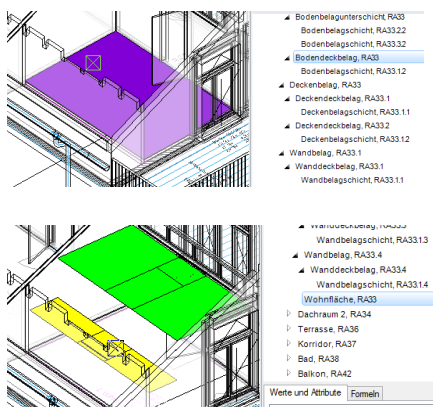 Bodenbelagunterschicht, RA33
Bodenbelagschicht, RA33.2.2
Bodenbelagschicht, RA33.3.2
Bodendeckbelag, RA33
Bodenbelagschicht, RA33.1.2
Deckenbelag, RA33
Deckendeckbelag, RA33.1
Deckenbelagschicht, RA33.1.1
Deckendeckbelag, RA33.2
Deckenbelagschicht, RA33.1.2
Wandbelag, RA33.1
Wanddeckbelag, RA33.1
Wandbelagschicht, RA33.1.1
Wandbelagschicht, RA33.1.3
Wandbelag, RA33.4
Wanddeckbelag, RA33.4
Wandbelagschicht, RA33.1.4
Wohnfläche, RA33
Dachraum 2, RA34
Terrasse, RA36
Korridor, RA37
Bad, RA38
Balkon, RA42
Werte und Attribute Formeln